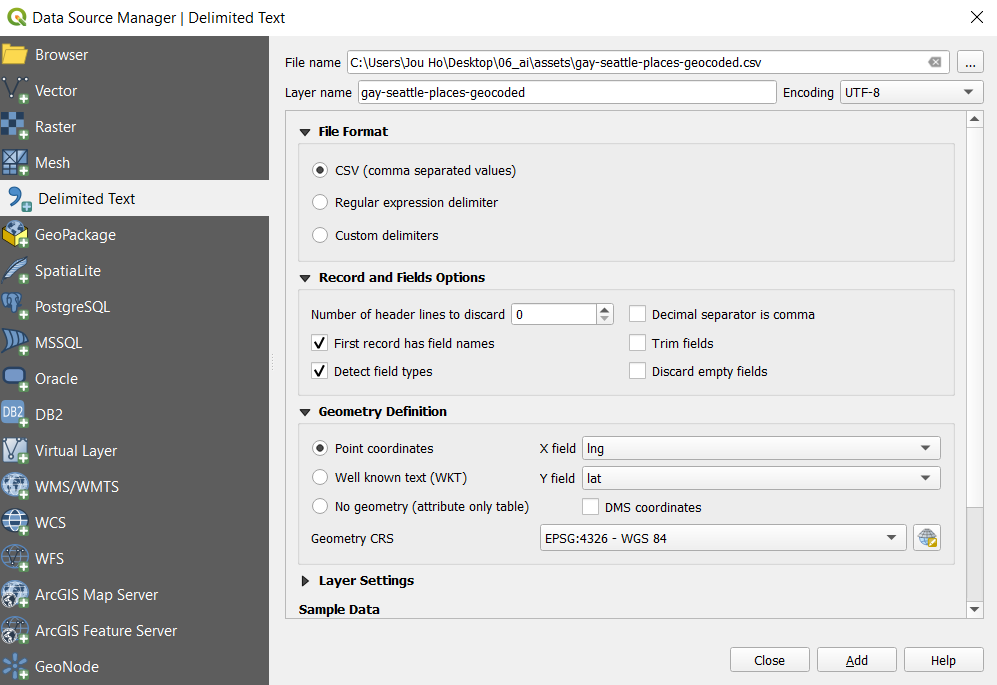 Data Source Manager | Delimited Text
Browser
Vector
Raster
Mesh
Delimited Text
GeoPackage
SpatiaLite
PostgreSQL
MSSQL
Oracle
DB2
DB2
Virtual Layer
WMS/WMTS
WCS
WFS
ArcGIS Map Server
ArcGIS Feature Server
GeoNode
File name C:\Users\Jou Ho\Desktop\06_ai\assets\gay-seattle-places-geocoded.csv ...
Layer name gay-seattle-places-geocoded Encoding UTF-8
File Format
CSV (comma separated values)
Regular expression delimiter
Custom delimiters
Record and Fields Options
Number of header lines to discard 0 Decimal separator is comma
First record has field names Trim fields
Detect field types Discard empty fields
Geometry Definition
Point coordinates X field lng
Well known text (WKT) Y field lat
No geometry (attribute only table) DMS coordinates
Geometry CRS EPSG:4326 - WGS 84
Layer Settings
Sample Data
Close Add Help